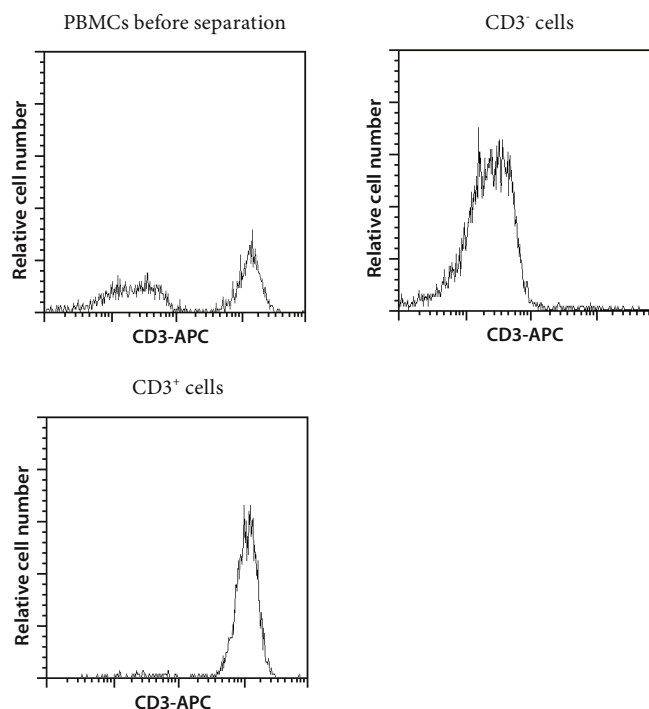 PBMCs before separation
Relative cell number
CD3-APC
CD3⁻ cells
Relative cell number
CD3-APC
CD3⁺ cells
Relative cell number
CD3-APC